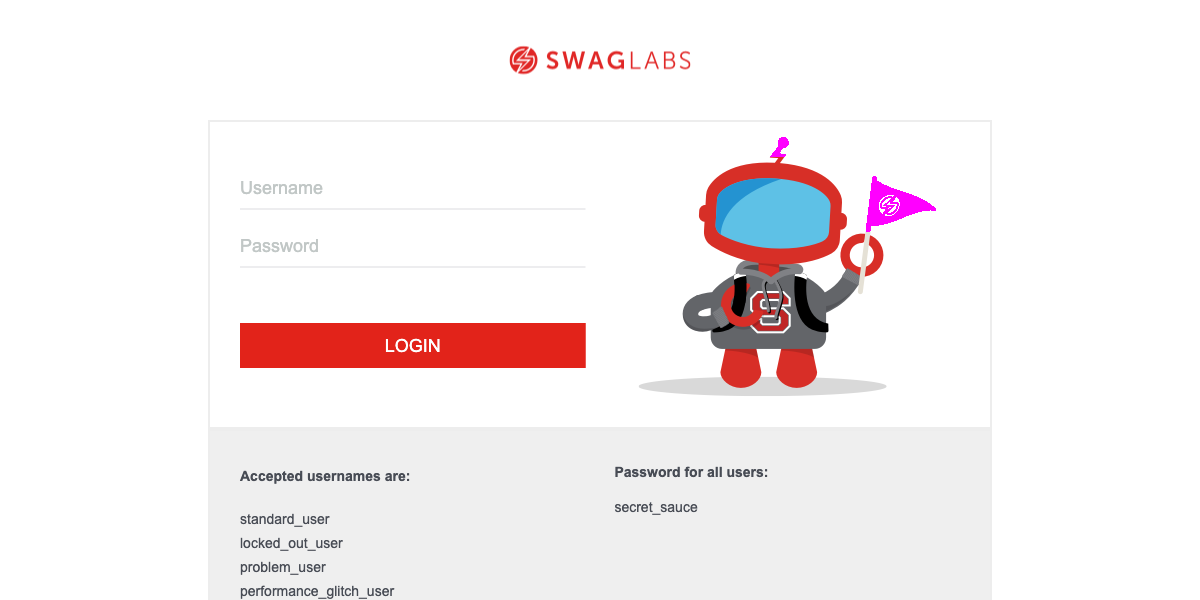 SWAGLABS
Username
Password
LOGIN
S
Accepted usernames are:
standard_user
locked_out_user
problem_user
performance_glitch_user
Password for all users:
secret_sauce